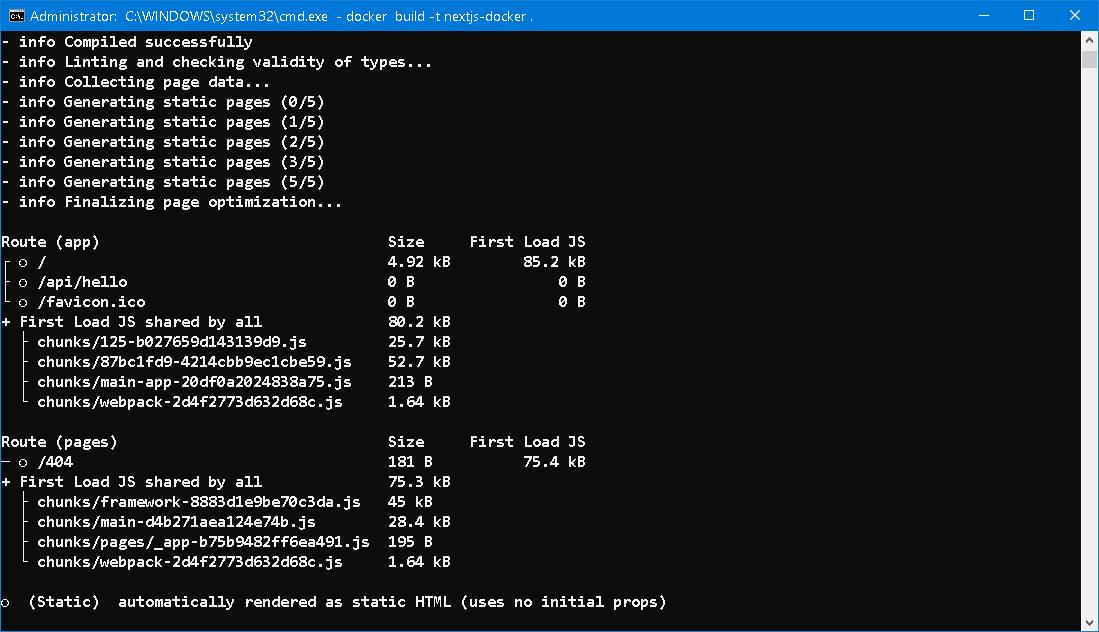 Administrator: C:\WINDOWS\system32\cmd.exe - docker build -t nextjs-docker .
- info Compiled successfully
- info Linting and checking validity of types...
- info Collecting page data...
- info Generating static pages (0/5)
- info Generating static pages (1/5)
- info Generating static pages (2/5)
- info Generating static pages (3/5)
- info Generating static pages (5/5)
- info Finalizing page optimization...
Route (app) Size First Load JS
┌ ○ / 4.92 kB 85.2 kB
├ ○ /api/hello 0 B 0 B
└ ○ /favicon.ico 0 B 0 B
+ First Load JS shared by all 80.2 kB
├ chunks/125-b027659d143139d9.js 25.7 kB
├ chunks/87bc1fd9-4214cbb9ec1cbe59.js 52.7 kB
├ chunks/main-app-20df0a2024838a75.js 213 B
└ chunks/webpack-2d4f2773d632d68c.js 1.64 kB
Route (pages) Size First Load JS
─ ○ /404 181 B 75.4 kB
+ First Load JS shared by all 75.3 kB
├ chunks/framework-8883d1e9be70c3da.js 45 kB
├ chunks/main-d4b271aea124e74b.js 28.4 kB
├ chunks/pages/_app-b75b9482ff6ea491.js 195 B
└ chunks/webpack-2d4f2773d632d68c.js 1.64 kB
○ (Static) automatically rendered as static HTML (uses no initial props)